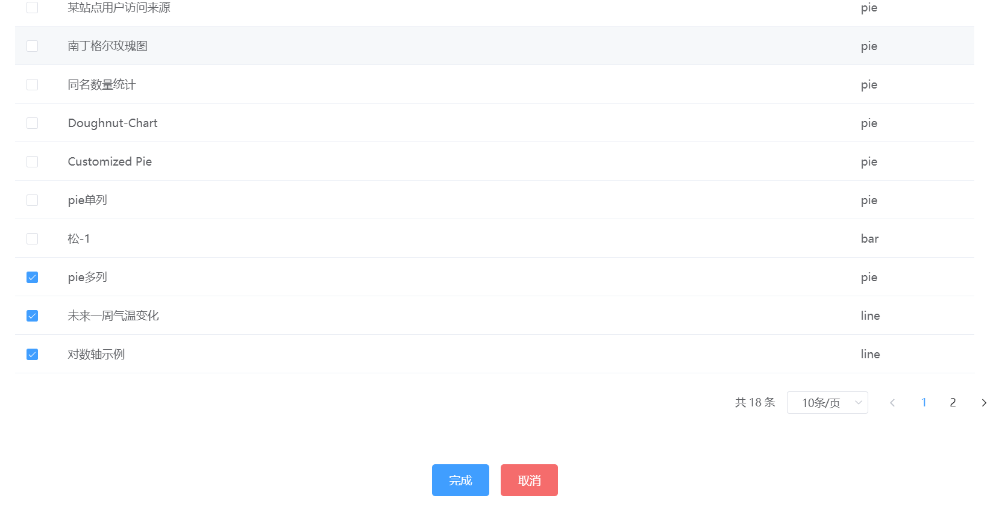 某站点用户访问来源 pie
南丁格尔玫瑰图 pie
同名数量统计 pie
Doughnut-Chart pie
Customized Pie pie
pie单列 pie
松-1 bar
pie多列 pie
未来一周气温变化 line
对数轴示例 line
共 18 条 10条/页 1 2
完成 取消